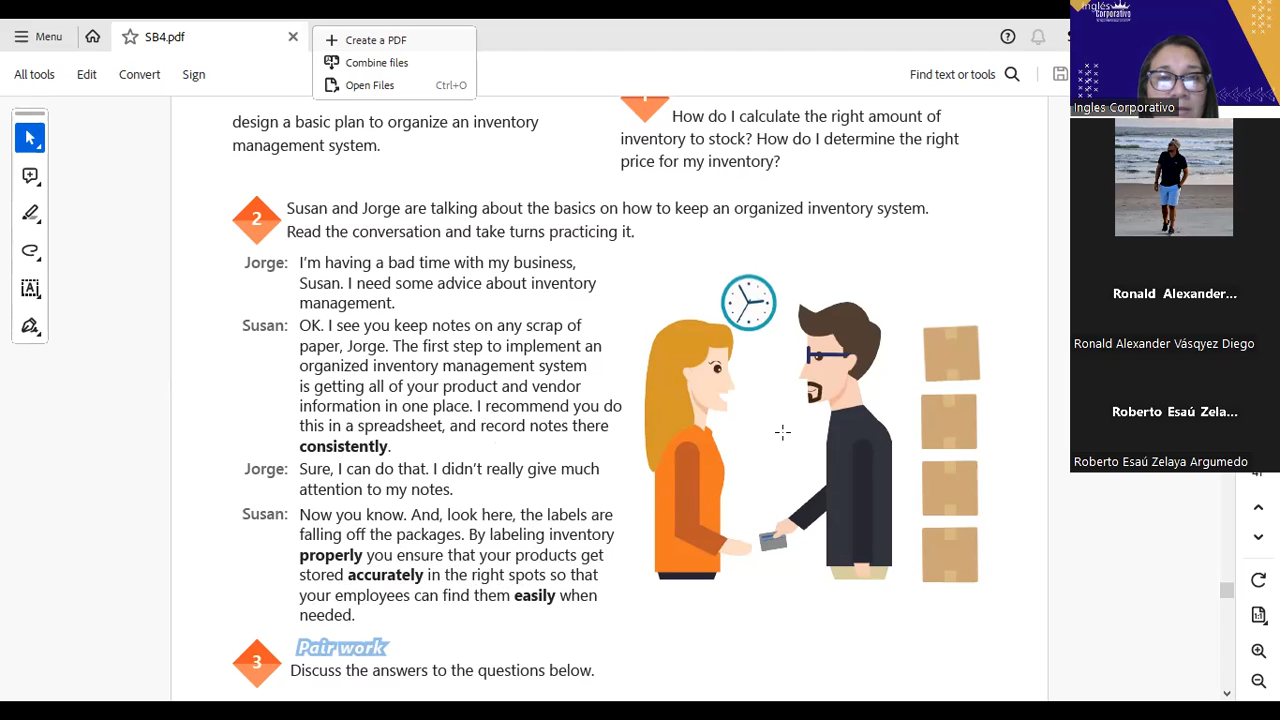 Menu
SB4.pdf
Create a PDF
Combine files
Open Files Ctrl+O
All tools
Edit
Convert
Sign
Find text or tools
Inglés
corporativo
Ingles Corporativo
design a basic plan to organize an inventory
management system.
How do I calculate the right amount of
inventory to stock? How do I determine the right
price for my inventory?
2
Susan and Jorge are talking about the basics on how to keep an organized inventory system.
Read the conversation and take turns practicing it.
Jorge: I'm having a bad time with my business,
Susan. I need some advice about inventory
management.
Susan: OK. I see you keep notes on any scrap of
paper, Jorge. The first step to implement an
organized inventory management system
is getting all of your product and vendor
information in one place. I recommend you do
this in a spreadsheet, and record notes there
consistently.
Jorge: Sure, I can do that. I didn't really give much
attention to my notes.
Susan: Now you know. And, look here, the labels are
falling off the packages. By labeling inventory
properly you ensure that your products get
stored accurately in the right spots so that
your employees can find them easily when
needed.
3
Pair work
Discuss the answers to the questions below.
Ronald Alexander...
Ronald Alexander Vásqyez Diego
Roberto Esaú Zela...
Roberto Esaú Zelaya Argumedo